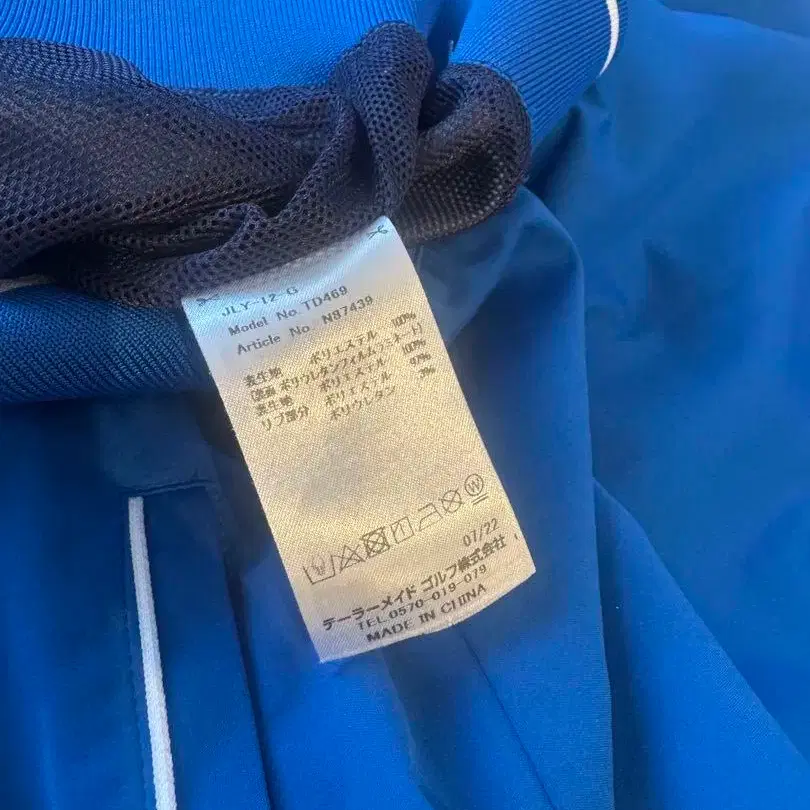 JLY-12 G
Model No. TD469
Article No. N87439
表生地 ポリエステル 100%
(裏面 ポリウレタンフィルムラミネート)
裏生地 ポリエステル 100%
リブ部分 ポリエステル 97%
ポリウレタン 3%
W
07/22
テーラーメイド ゴルフ株式会社
TEL.0570-019-079
MADE IN CHINA